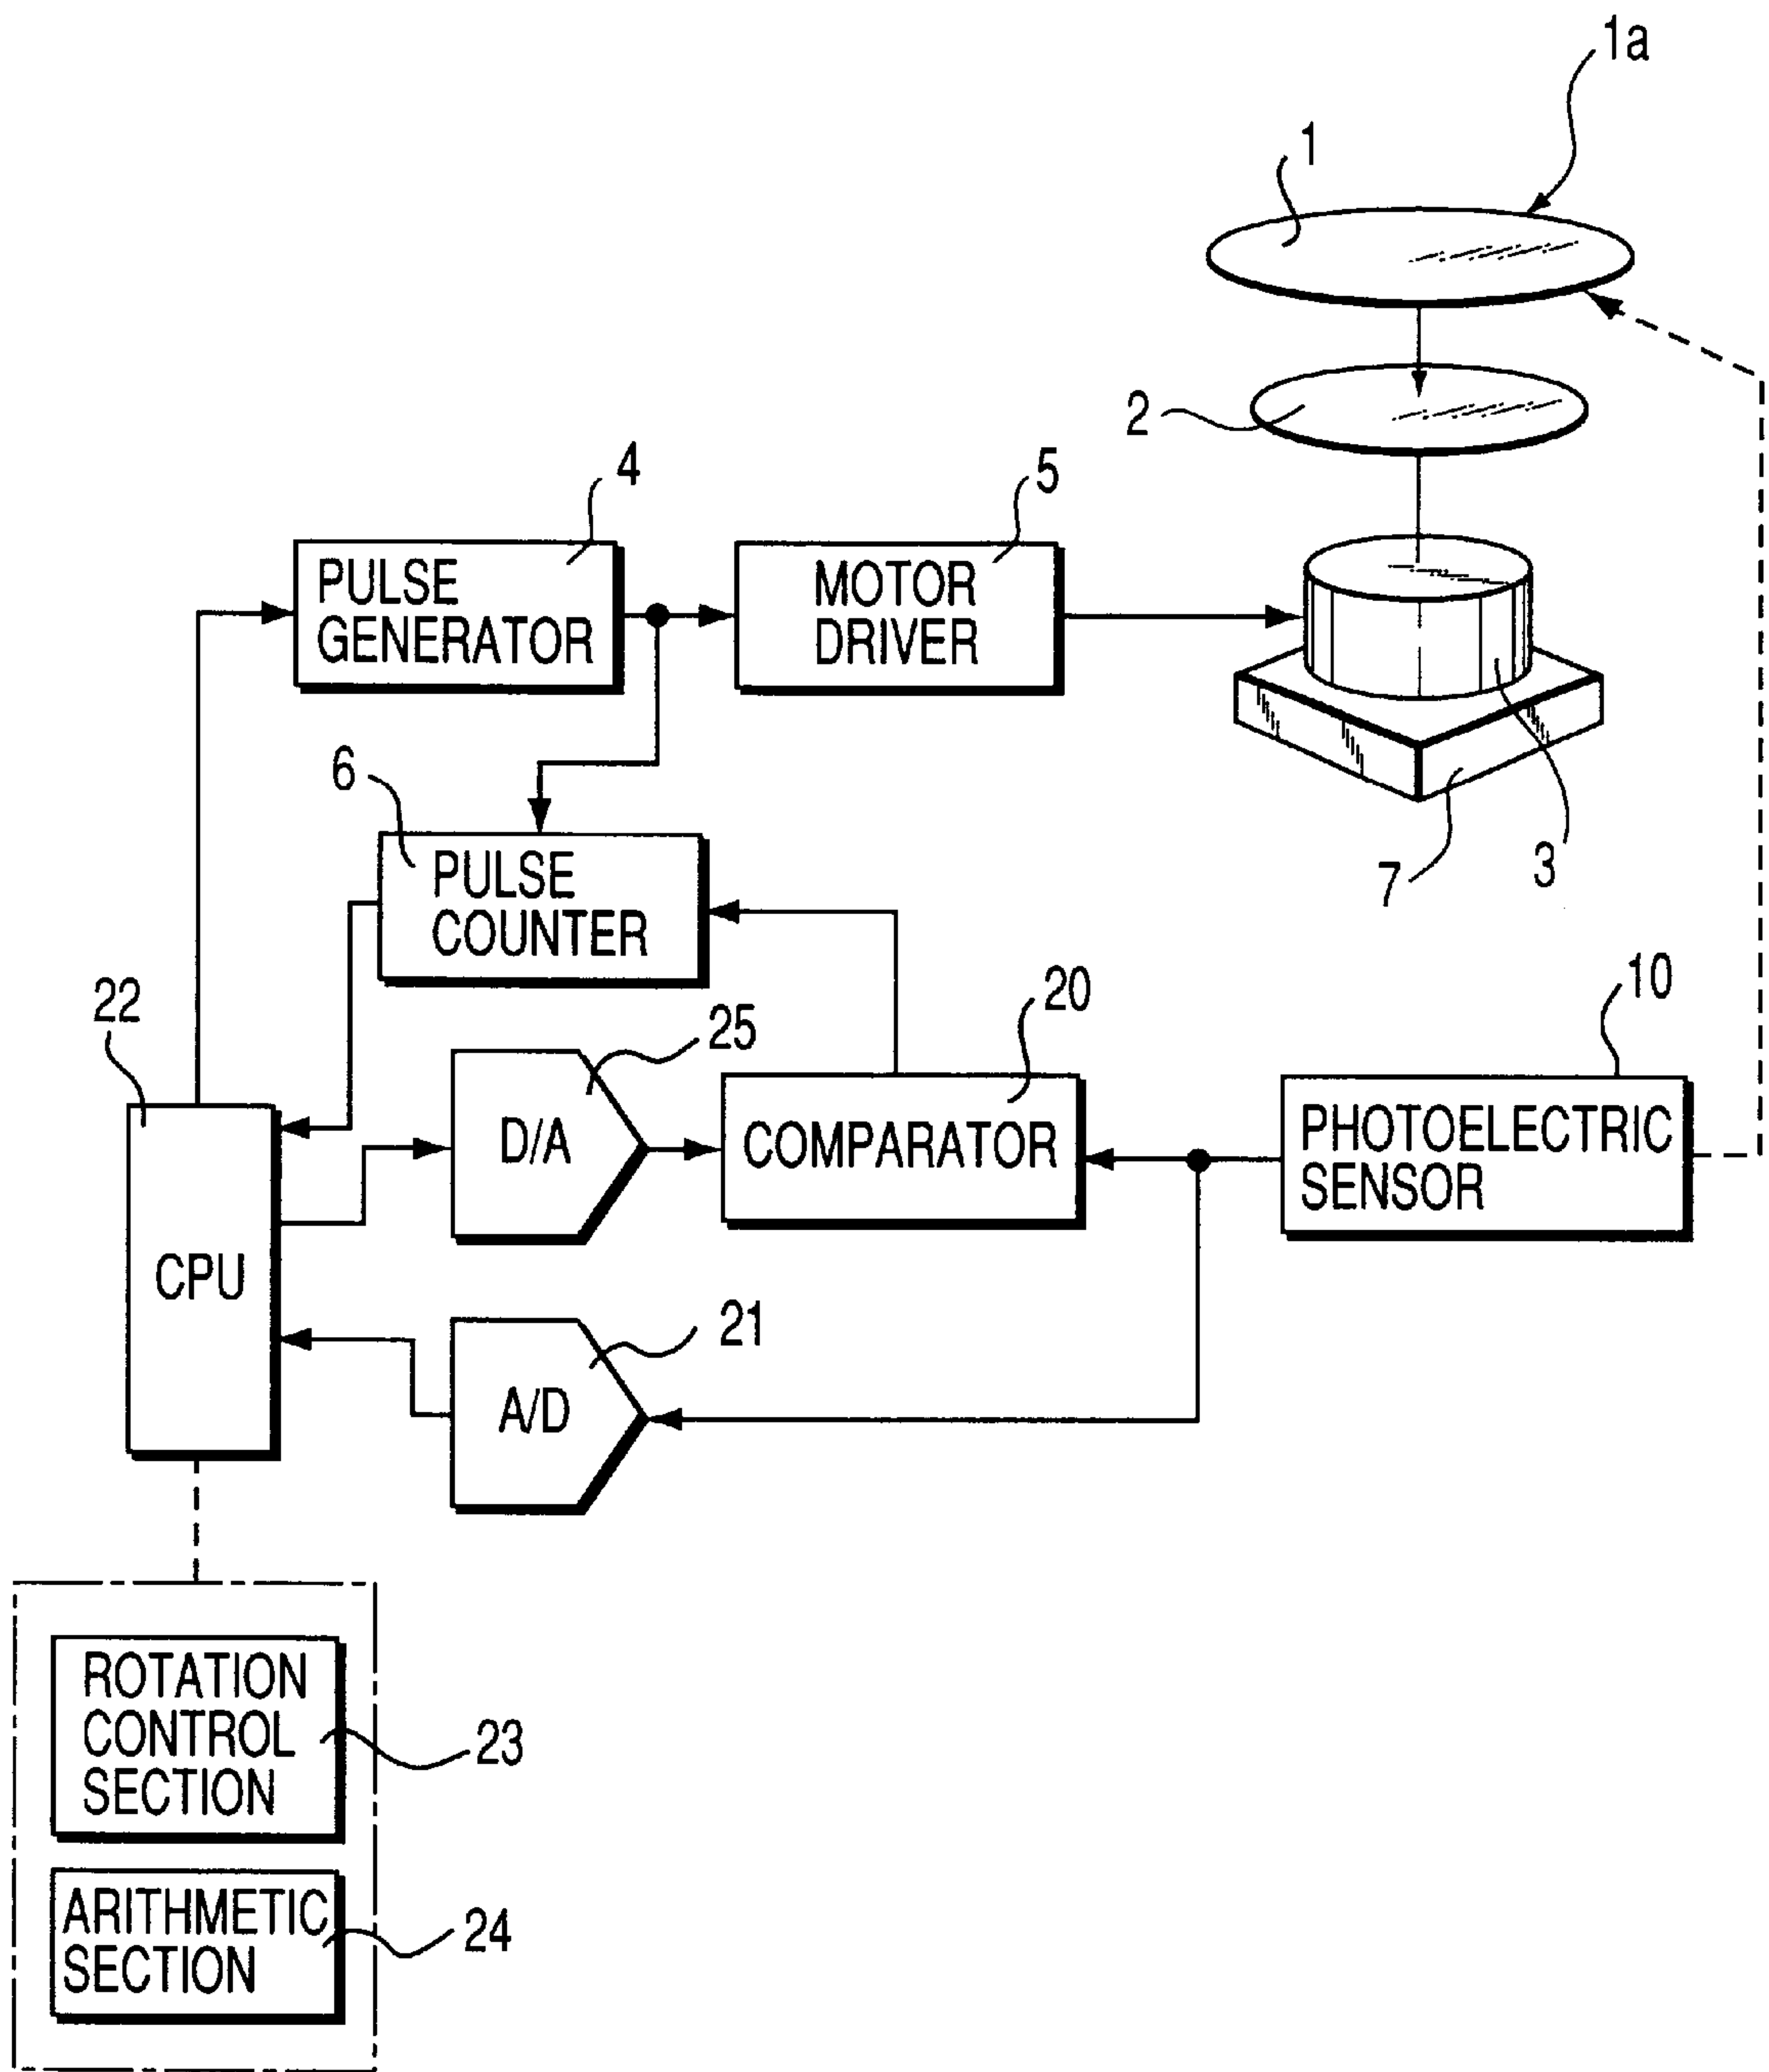 1a
1
2
4
5
PULSE
GENERATOR
MOTOR
DRIVER
6
3
7
PULSE
COUNTER
22
25
20
10
D/A
COMPARATOR
PHOTOELECTRIC
SENSOR
CPU
21
A/D
ROTATION
CONTROL
SECTION
23
ARITHMETIC
SECTION
24